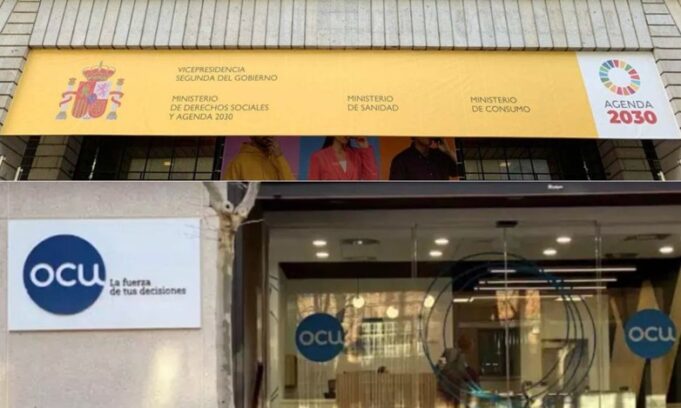 VICEPRESIDENCIA
SEGUNDA DEL GOBIERNO
MINISTERIO
DE DERECHOS SOCIALES
Y AGENDA 2030
MINISTERIO
DE SANIDAD
MINISTERIO
DE CONSUMO
AGENDA
2030
ocu
La fuerza
de tus decisiones
ocu
ocu